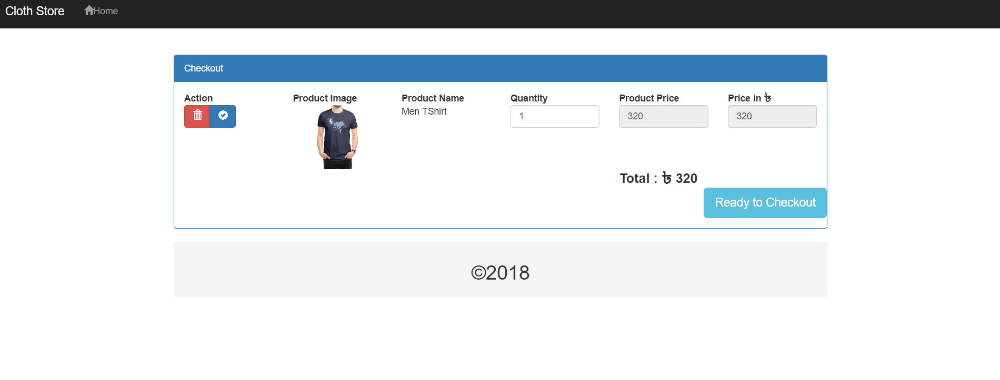 Cloth Store Home
Checkout
Action Product Image Product Name Quantity Product Price Price in ৳
Men TShirt 1 320 320
Total : ৳ 320
Ready to Checkout
©2018